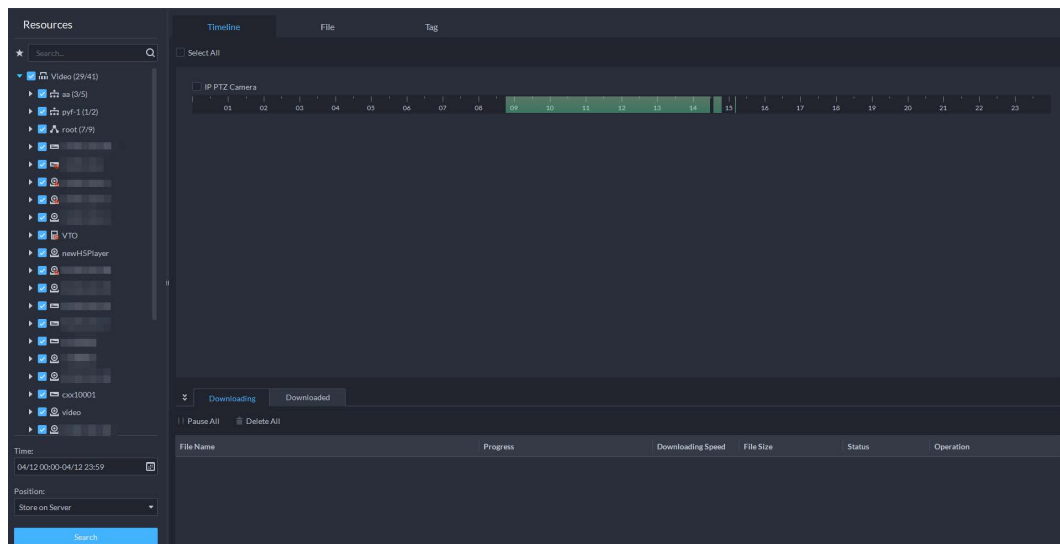 Resources
Timeline File Tag
Search...
Select All
Video (29/41)
aa (3/5)
pyf-1 (1/2)
root (7/9)
VTO
newH5Player
cxx10001
video
IP PTZ Camera
01 02 03 04 05 06 07 08 09 10 11 12 13 14 15 16 17 18 19 20 21 22 23
Downloading Downloaded
Pause All Delete All
File Name Progress Downloading Speed File Size Status Operation
Time:
04/12 00:00-04/12 23:59
Position:
Store on Server
Search